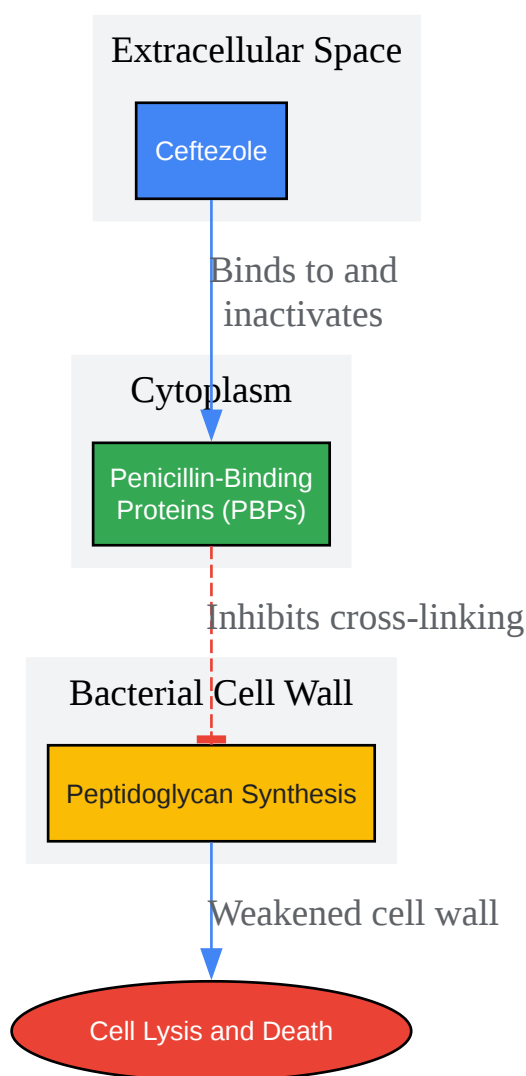 Extracellular Space
Ceftezole
Binds to and
inactivates
Cytoplasm
Penicillin-Binding
Proteins (PBPs)
Inhibits cross-linking
Bacterial Cell Wall
Peptidoglycan Synthesis
Weakened cell wall
Cell Lysis and Death